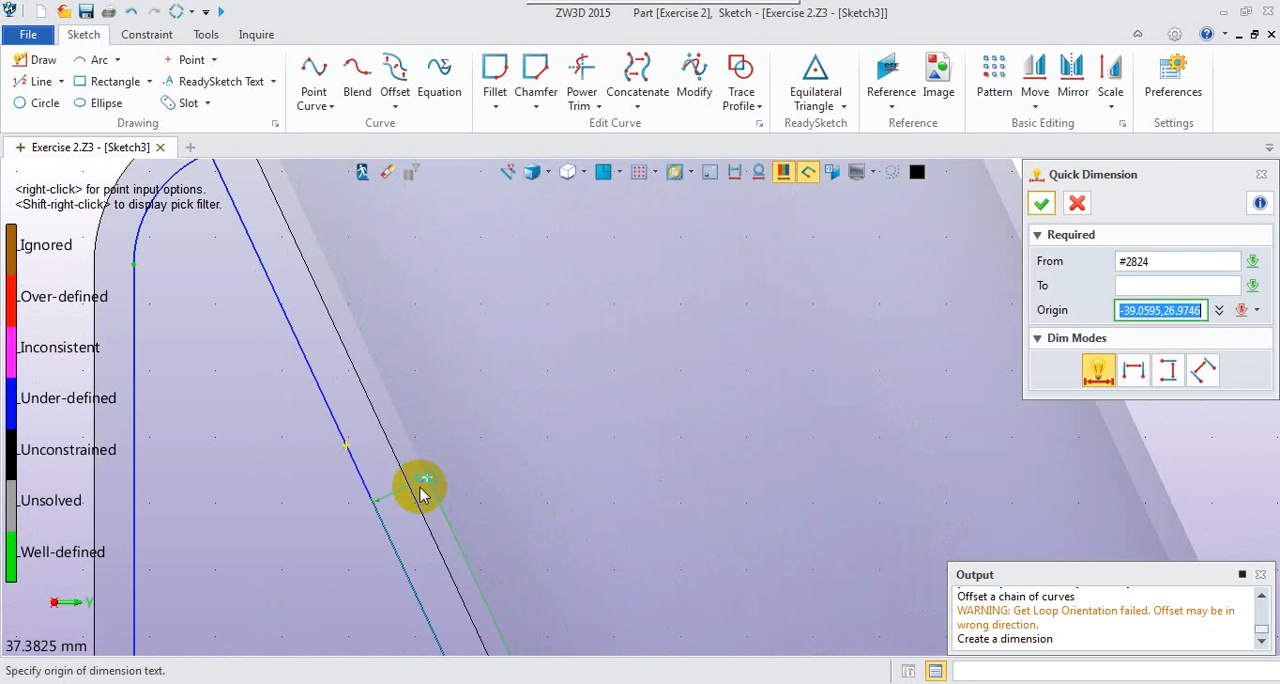 ZW3D 2015 Part [Exercise 2], Sketch - [Exercise 2.Z3 - [Sketch3]]
File Sketch Constraint Tools Inquire
Draw Arc Point
Line Rectangle ReadySketch Text
Circle Ellipse Slot
Drawing
Point Curve Blend Offset Equation
Curve
Fillet Chamfer Power Trim Concatenate Modify Trace Profile
Edit Curve
Equilateral Triangle
ReadySketch
REF
Reference Image
Reference
Pattern Move Mirror Scale
Basic Editing
Preferences
Settings
Exercise 2.Z3 - [Sketch3]
<right-click> for point input options.
<Shift-right-click> to display pick filter.
Ignored
Over-defined
Inconsistent
Under-defined
Unconstrained
Unsolved
Well-defined
Y
37.3825 mm
Quick Dimension
Required
From #2824
To
Origin -39.0595,26.9746
Dim Modes
Output
Offset a chain of curves
WARNING: Get Loop Orientation failed. Offset may be in
wrong direction.
Create a dimension
Specify origin of dimension text.